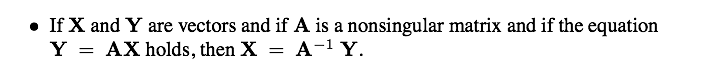 • If X and Y are vectors and if A is a nonsingular matrix and if the equation
Y = AX holds, then X = A⁻¹ Y.